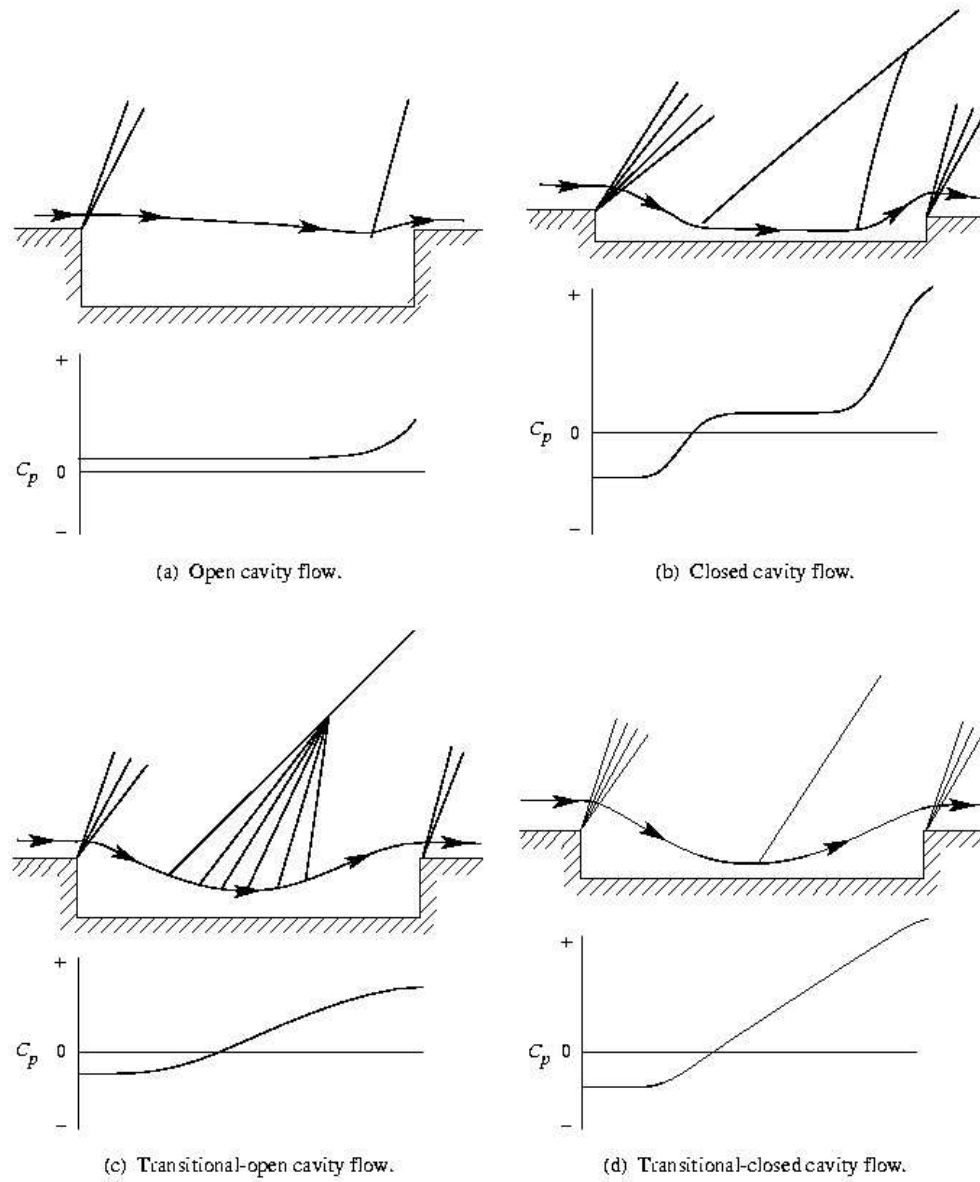 +
C_p 0
−
(a) Open cavity flow.
+
C_p 0
−
(b) Closed cavity flow.
+
C_p 0
−
(c) Transitional-open cavity flow.
+
C_p 0
−
(d) Transitional-closed cavity flow.